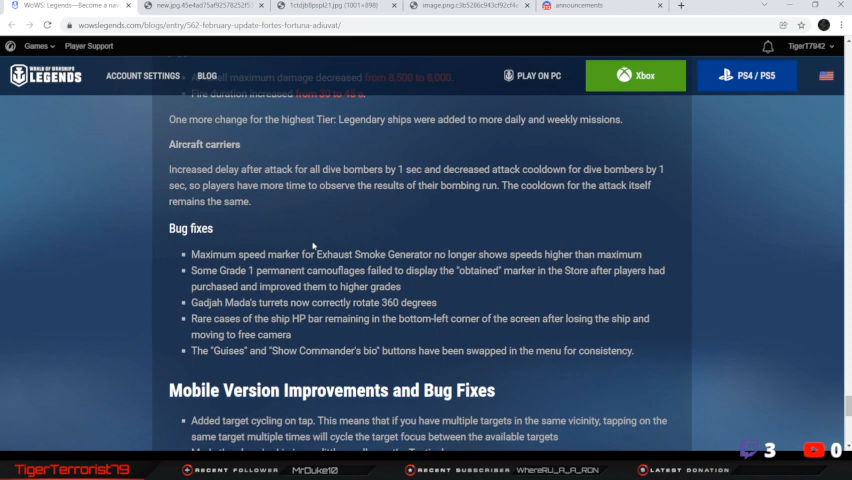 WoWS: Legends—Become a nav
new.jpg.45e4ad75af92578252f5.
1ctdjb8pspl21.jpg (1001×898)
image.png.c3b5286c943cf92cf4
announcements
wowslegends.com/blogs/entry/562-february-update-fortes-fortuna-adiuvat/
Games
Player Support
TigerT7942
WORLD OF WARSHIPS
LEGENDS
ACCOUNT SETTINGS
BLOG
PLAY ON PC
Xbox
PS4 / PS5
maximum damage decreased from 8,500 to 8,000.
Fire duration increased from 30 to 45 s.
One more change for the highest Tier: Legendary ships were added to more daily and weekly missions.
Aircraft carriers
Increased delay after attack for all dive bombers by 1 sec and decreased attack cooldown for dive bombers by 1
sec, so players have more time to observe the results of their bombing run. The cooldown for the attack itself
remains the same.
Bug fixes
Maximum speed marker for Exhaust Smoke Generator no longer shows speeds higher than maximum
Some Grade 1 permanent camouflages failed to display the "obtained" marker in the Store after players had
purchased and improved them to higher grades
Gadjah Mada's turrets now correctly rotate 360 degrees
Rare cases of the ship HP bar remaining in the bottom-left corner of the screen after losing the ship and
moving to free camera
The "Guises" and "Show Commander's bio" buttons have been swapped in the menu for consistency.
Mobile Version Improvements and Bug Fixes
Added target cycling on tap. This means that if you have multiple targets in the same vicinity, tapping on the
same target multiple times will cycle the target focus between the available targets
3
0
TigerTerrorist79
RECENT FOLLOWER
MrDuke10
RECENT SUBSCRIBER
WhereRU_A_A_RON
LATEST DONATION